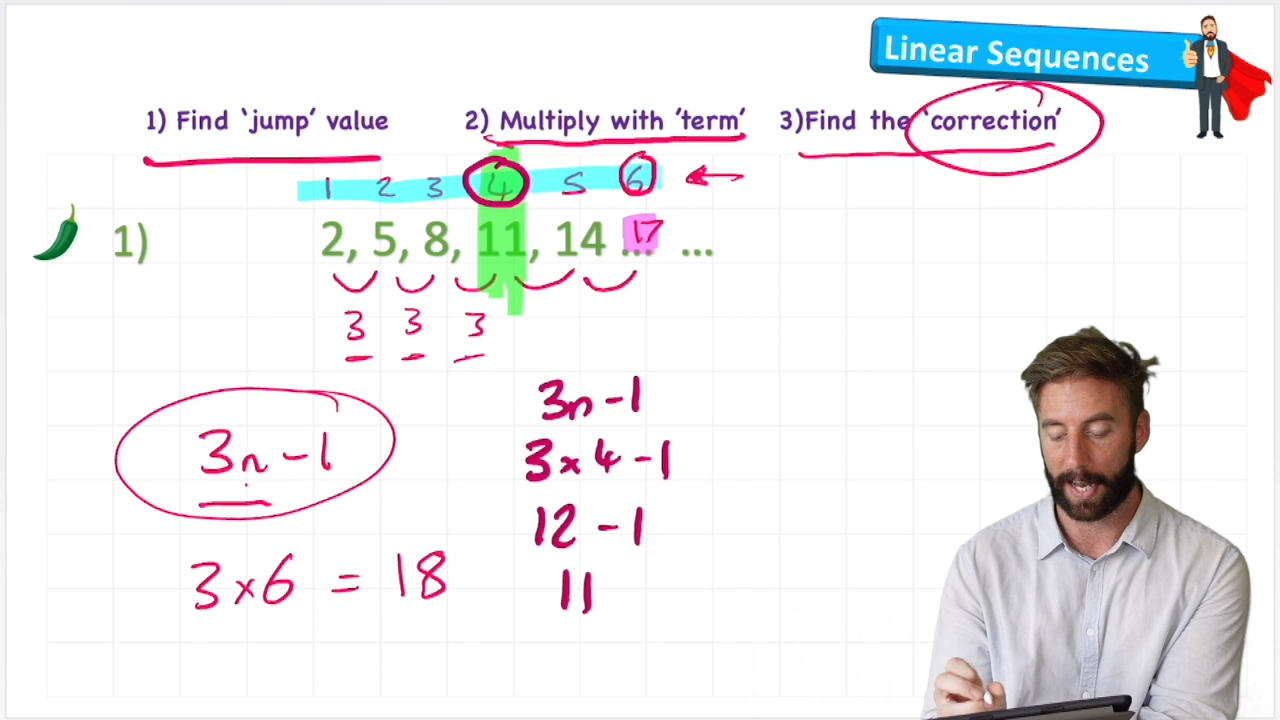 Linear Sequences
1) Find ‘jump’ value 2) Multiply with ‘term’ 3)Find the ‘correction’
1 2 3 4 5 6
1) 2, 5, 8, 11, 14 ... ...
17
3 3 3
3n - 1
3n - 1
3 x 4 - 1
12 - 1
3 x 6 = 18
11